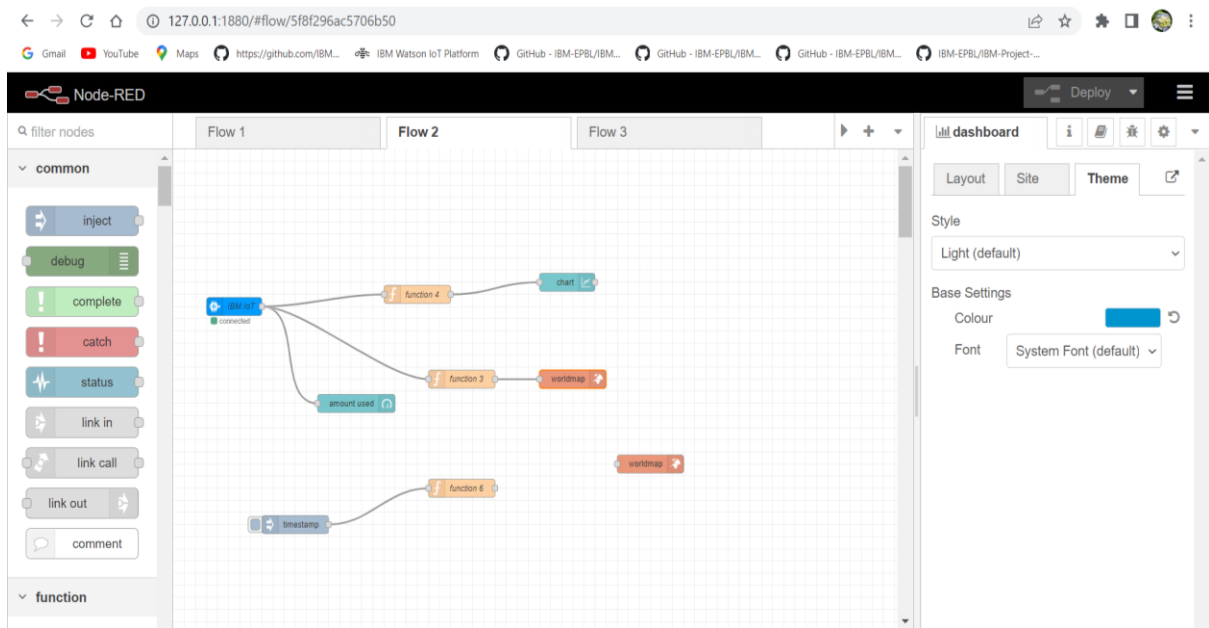 127.0.0.1:1880/#flow/5f8f296ac5706b50
Gmail YouTube Maps https://github.com/IBM... IBM Watson IoT Platform GitHub - IBM-EPBL/IBM... GitHub - IBM-EPBL/IBM... GitHub - IBM-EPBL/IBM... IBM-EPBL/IBM-Project-...
Node-RED Deploy
filter nodes Flow 1 Flow 2 Flow 3 dashboard
common
Layout Site Theme
inject
debug
complete
catch
status
link in
link call
link out
comment
function
IBM IoT
connected
function 4
chart
function 3
worldmap
amount used
worldmap
function 6
timestamp
Style
Light (default)
Base Settings
Colour
Font System Font (default)